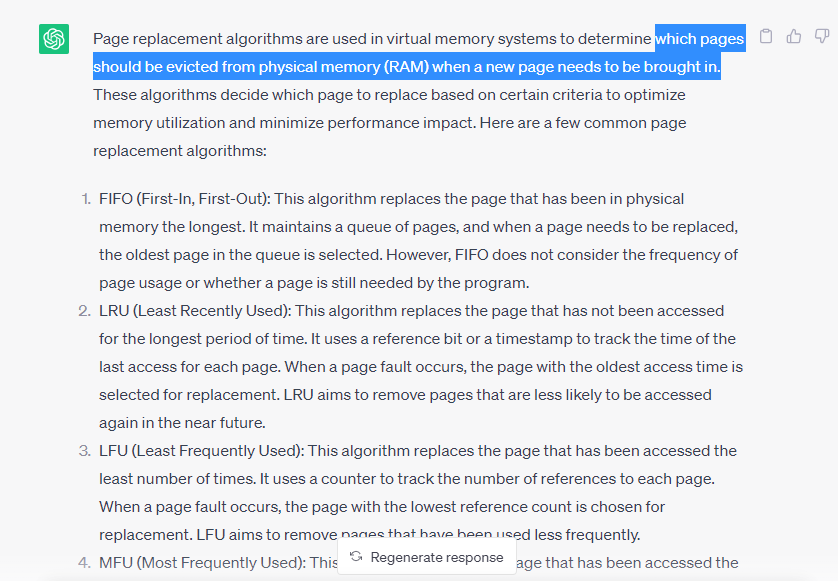 Page replacement algorithms are used in virtual memory systems to determine which pages
should be evicted from physical memory (RAM) when a new page needs to be brought in.
These algorithms decide which page to replace based on certain criteria to optimize
memory utilization and minimize performance impact. Here are a few common page
replacement algorithms:
1. FIFO (First-In, First-Out): This algorithm replaces the page that has been in physical
memory the longest. It maintains a queue of pages, and when a page needs to be replaced,
the oldest page in the queue is selected. However, FIFO does not consider the frequency of
page usage or whether a page is still needed by the program.
2. LRU (Least Recently Used): This algorithm replaces the page that has not been accessed
for the longest period of time. It uses a reference bit or a timestamp to track the time of the
last access for each page. When a page fault occurs, the page with the oldest access time is
selected for replacement. LRU aims to remove pages that are less likely to be accessed
again in the near future.
3. LFU (Least Frequently Used): This algorithm replaces the page that has been accessed the
least number of times. It uses a counter to track the number of references to each page.
When a page fault occurs, the page with the lowest reference count is chosen for
replacement. LFU aims to remove pages that have been used less frequently.
4. MFU (Most Frequently Used): This page that has been accessed the
Regenerate response